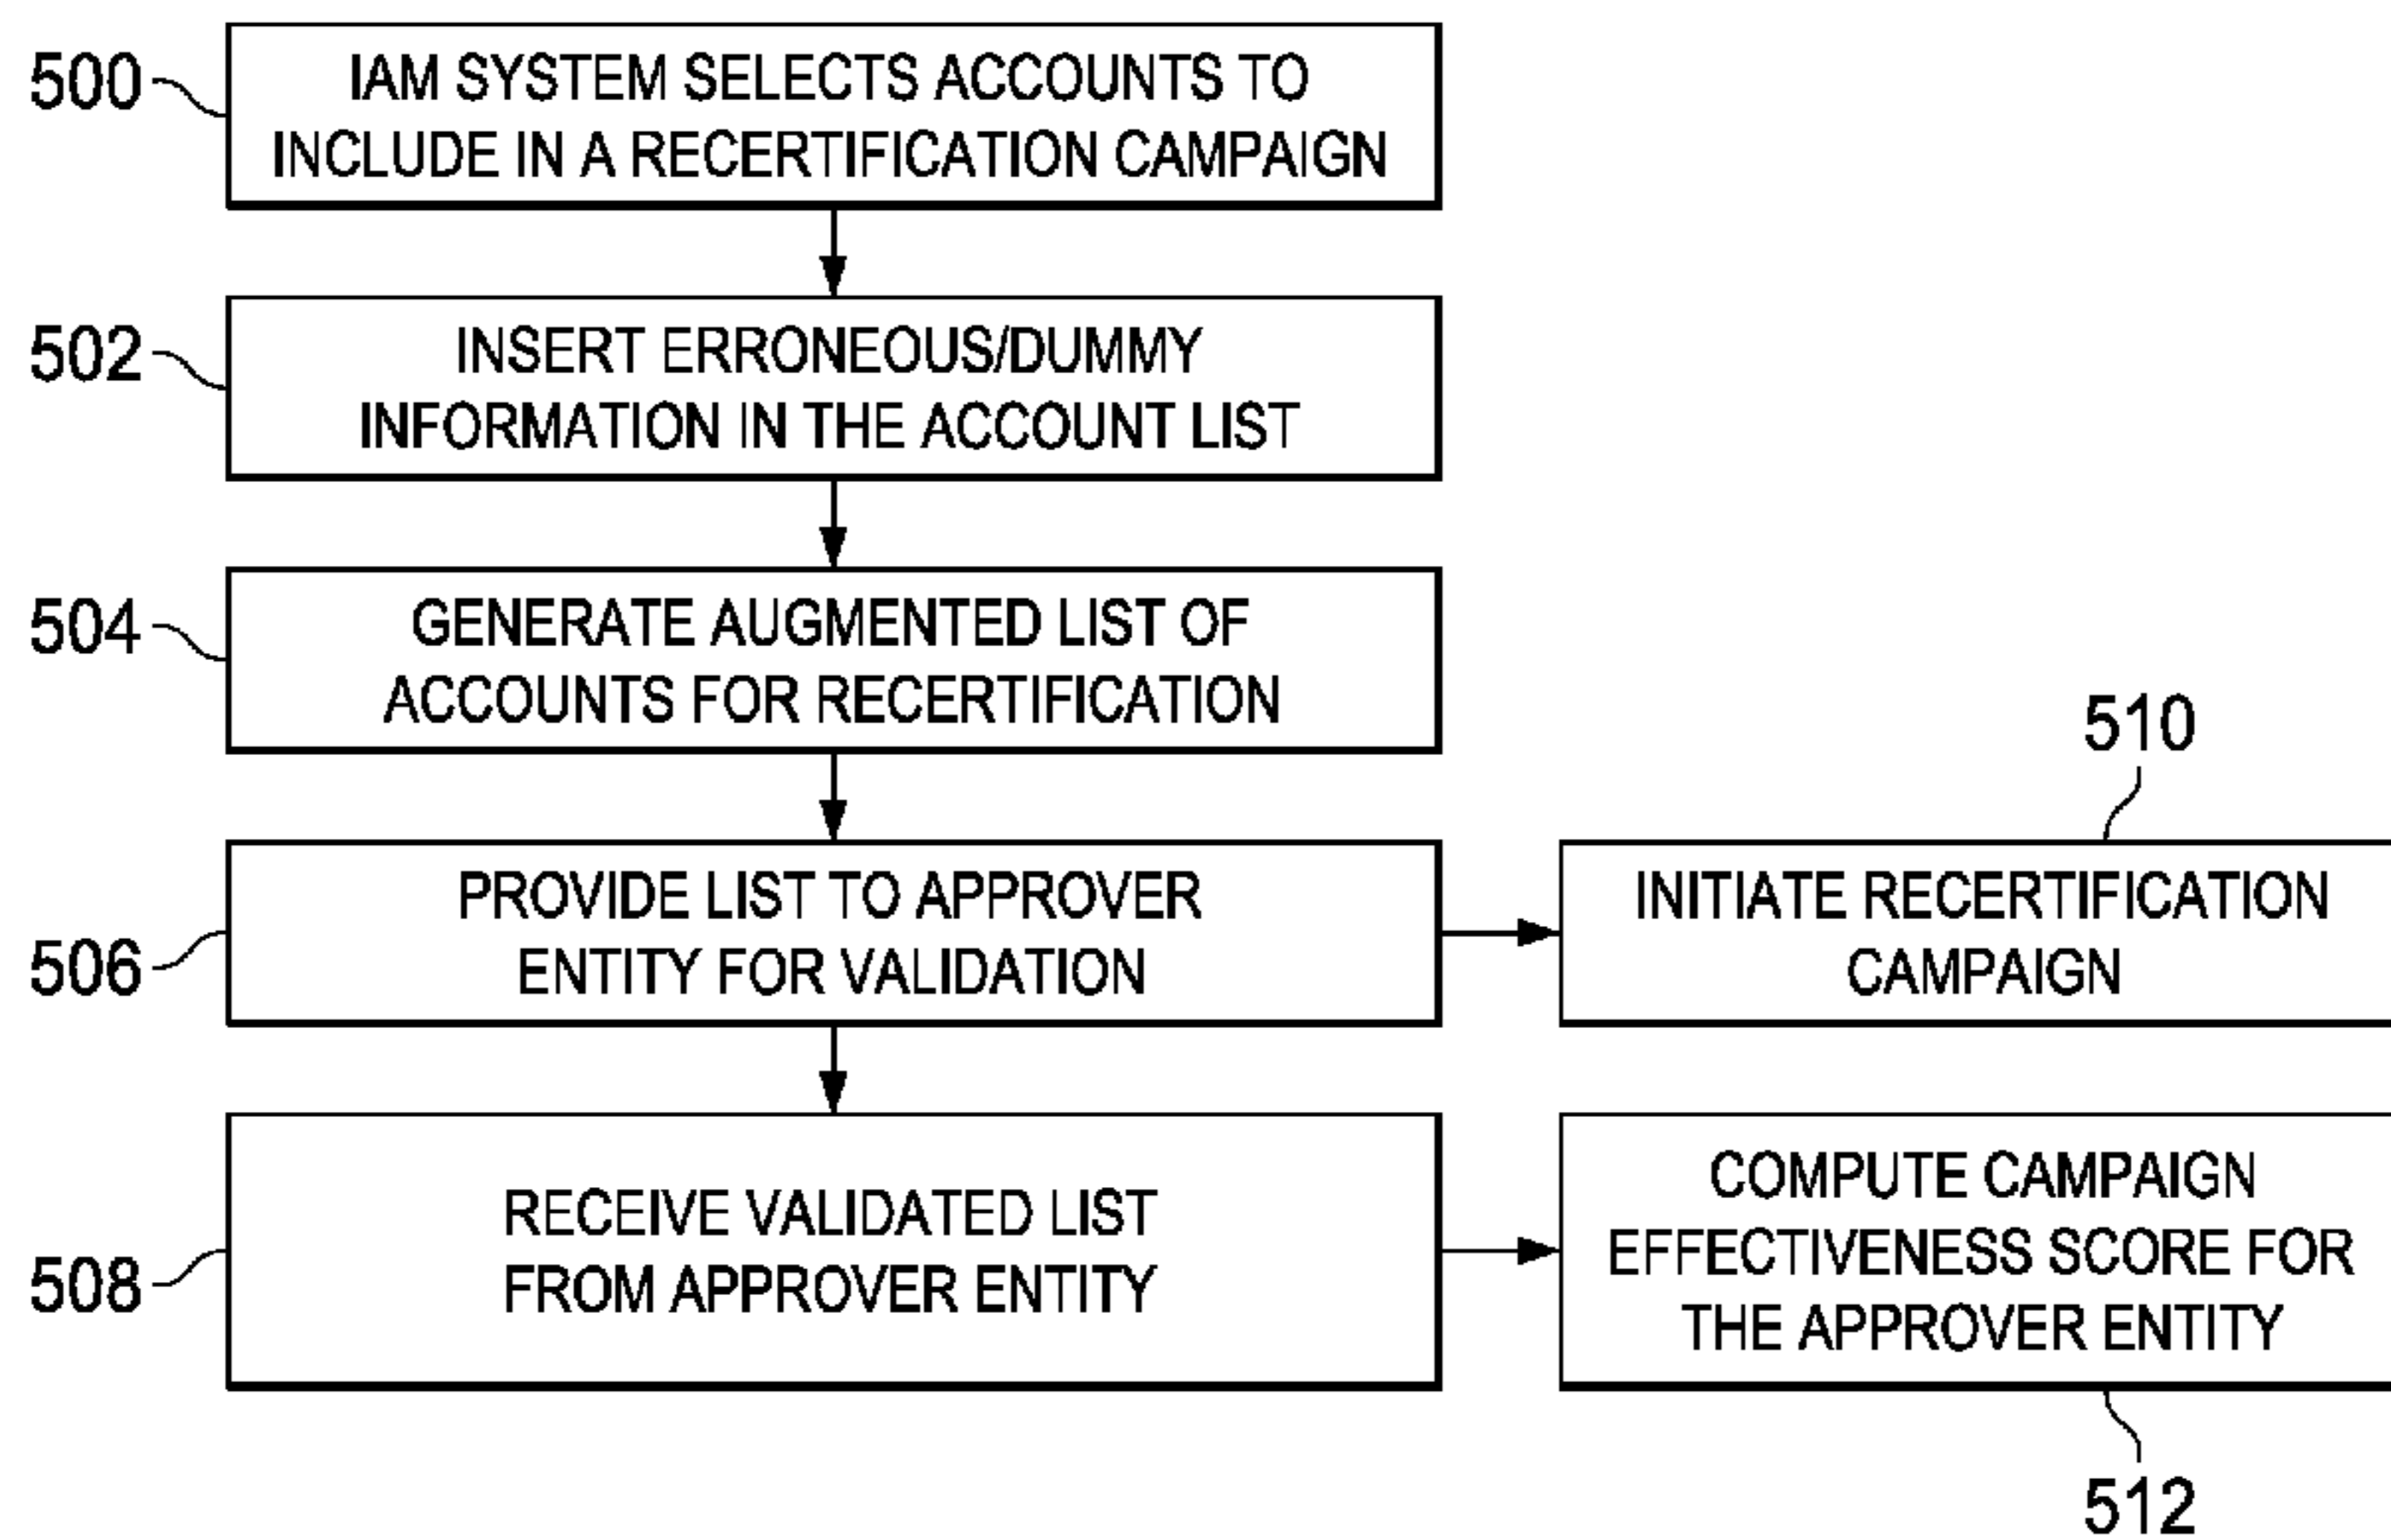 500
IAM SYSTEM SELECTS ACCOUNTS TO
INCLUDE IN A RECERTIFICATION CAMPAIGN
502
INSERT ERRONEOUS/DUMMY
INFORMATION IN THE ACCOUNT LIST
504
GENERATE AUGMENTED LIST OF
ACCOUNTS FOR RECERTIFICATION
506
PROVIDE LIST TO APPROVER
ENTITY FOR VALIDATION
510
INITIATE RECERTIFICATION
CAMPAIGN
508
RECEIVE VALIDATED LIST
FROM APPROVER ENTITY
COMPUTE CAMPAIGN
EFFECTIVENESS SCORE FOR
THE APPROVER ENTITY
512